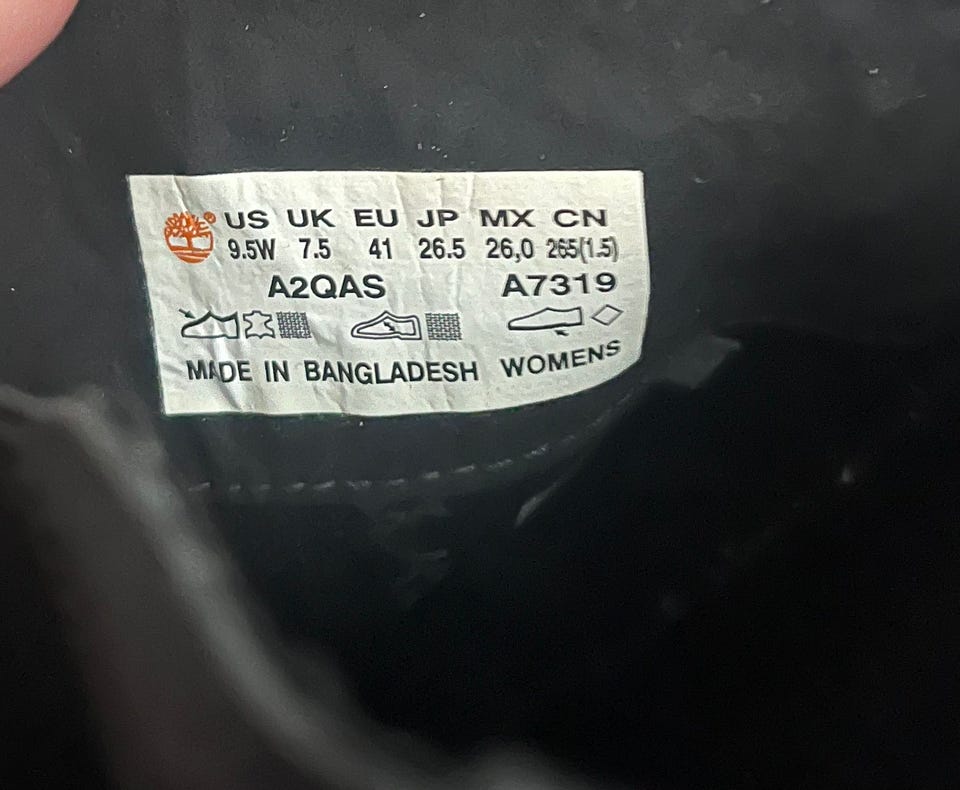 US UK EU JP MX CN
9.5W 7.5 41 26.5 26,0 265(1.5)
A2QAS A7319
MADE IN BANGLADESH WOMENS